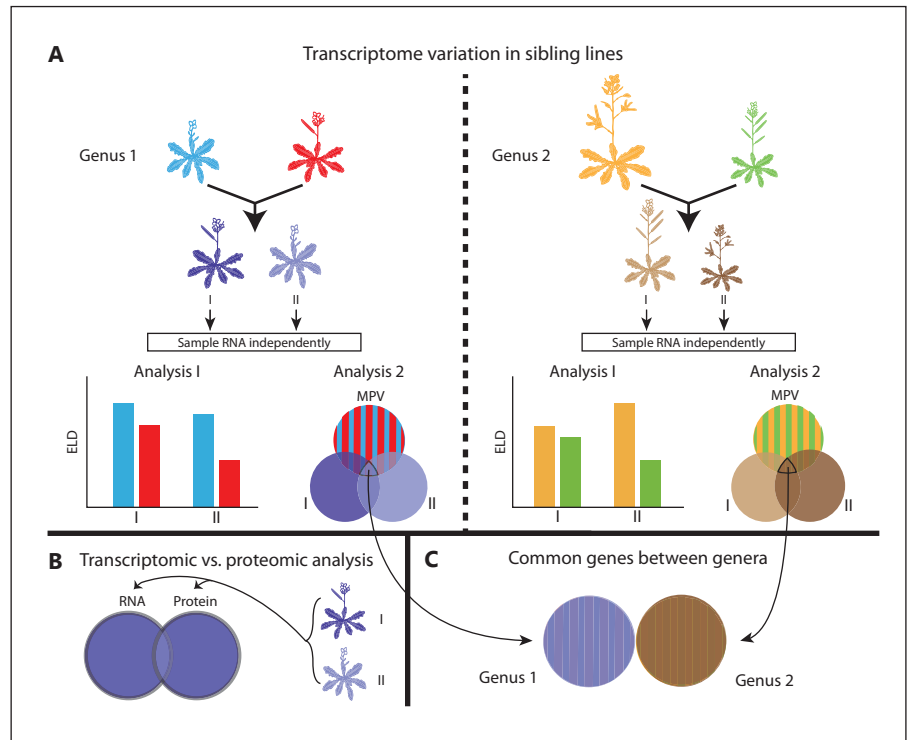 A
Transcriptome variation in sibling lines
Genus 1
I
II
Sample RNA independently
Analysis I
ELD
I
II
Analysis 2
MPV
I
II
Genus 2
I
II
Sample RNA independently
Analysis I
ELD
I
II
Analysis 2
MPV
I
II
B
Transcriptomic vs. proteomic analysis
RNA
Protein
I
II
C
Common genes between genera
Genus 1
Genus 2